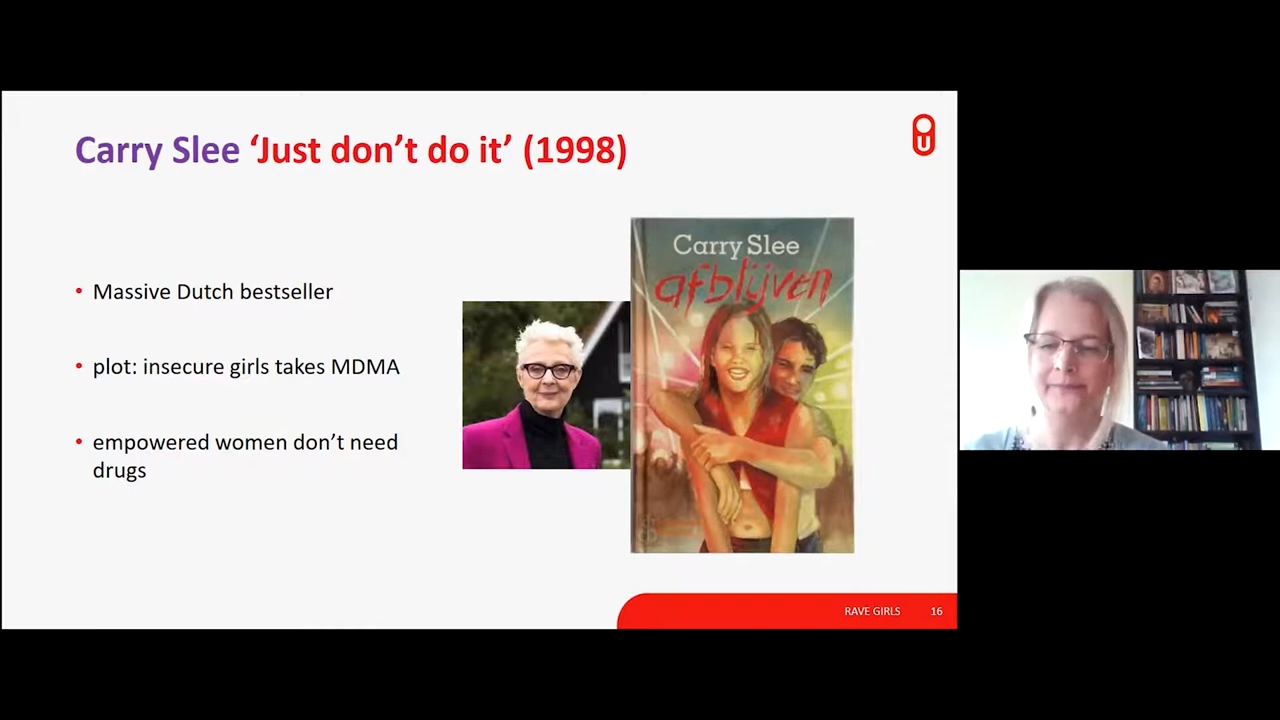 Carry Slee ‘Just don’t do it’ (1998)
• Massive Dutch bestseller
• plot: insecure girls takes MDMA
• empowered women don’t need
drugs
Carry Slee
afblijven
RAVE GIRLS 16